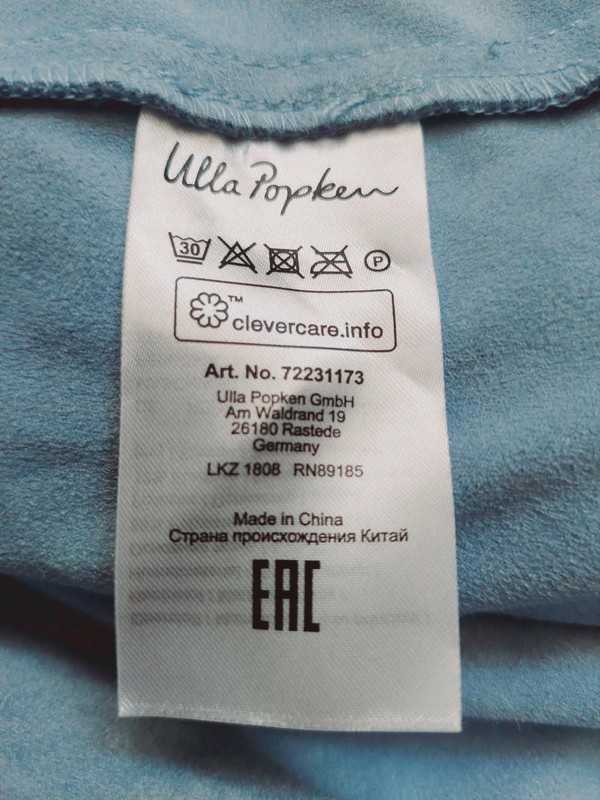 Ulla Popken
30 P
™
clevercare.info
Art. No. 72231173
Ulla Popken GmbH
Am Waldrand 19
26180 Rastede
Germany
LKZ 1808 RN89185
Made in China
Страна происхождения Китай
EAC